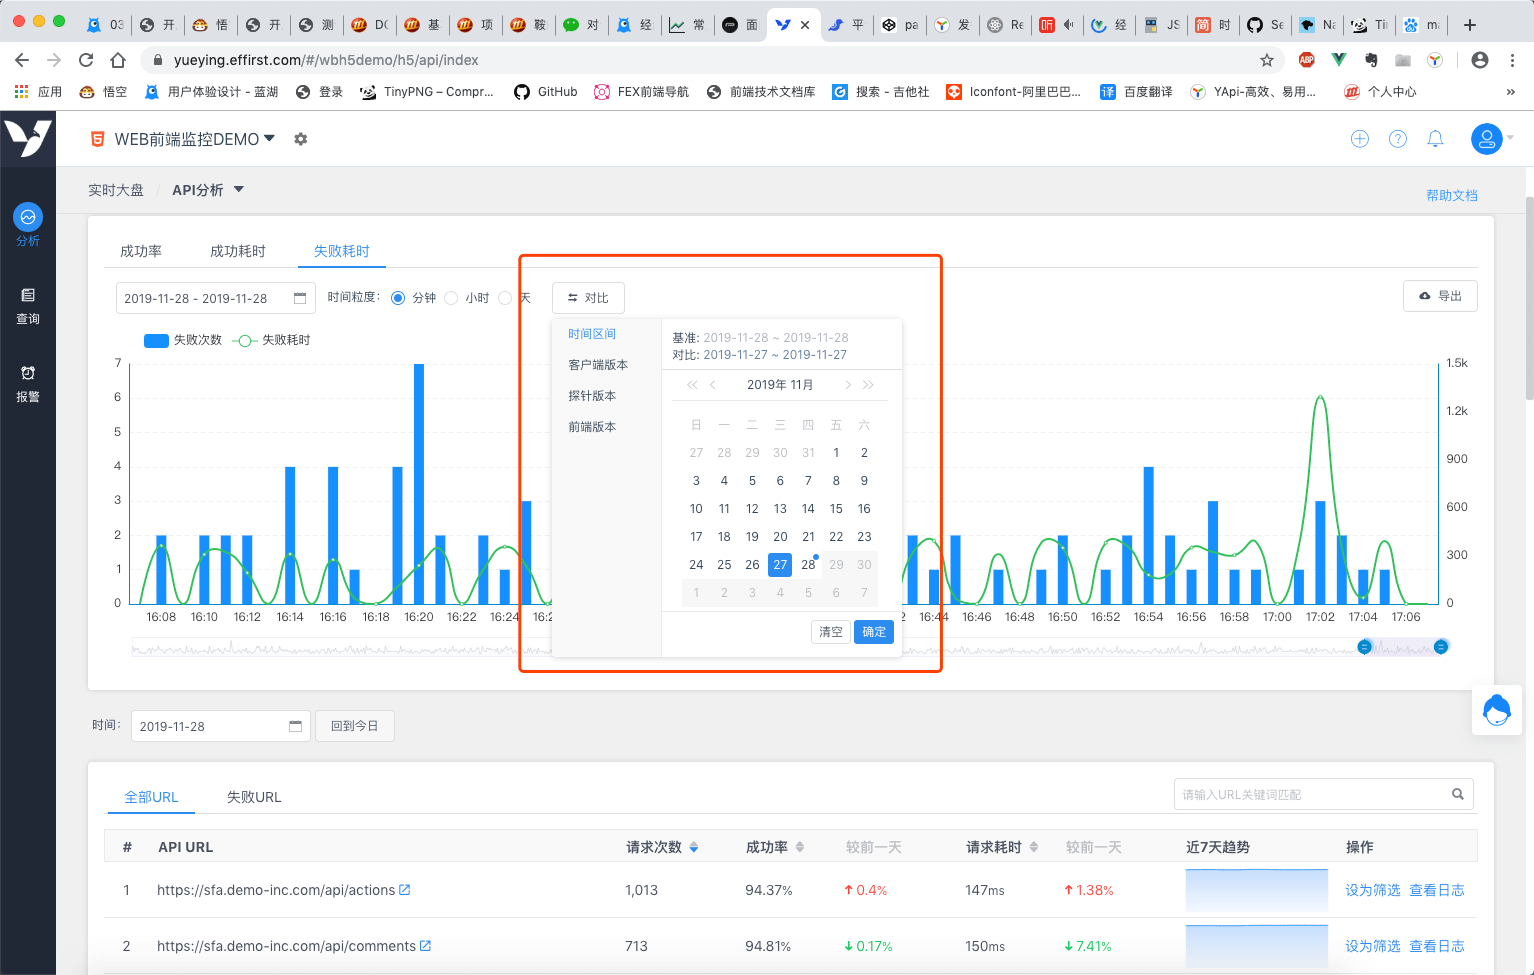 03
开
悟
开
测
DC
基
项
鞍
对
经
常
面
平
pa
发
Re
听
经
JS
简 时
Se
Na
Tin
ma
yueying.effirst.com/#/wbh5demo/h5/api/index
ABP
应用 悟空 用户体验设计 - 蓝湖 登录 TinyPNG – Compr... GitHub FEX前端导航 前端技术文档库 搜索 - 吉他社 Iconfont-阿里巴巴... 译 百度翻译 YApi-高效、易用... 个人中心 »
WEB前端监控DEMO
实时大盘 / API分析
帮助文档
分析
查询
报警
成功率 成功耗时 失败耗时
2019-11-28 - 2019-11-28 时间粒度: 分钟 小时 天 对比 导出
失败次数 失败耗时
7
6
5
4
3
2
1
0
1.5k
1.2k
900
600
300
0
16:08 16:10 16:12 16:14 16:16 16:18 16:20 16:22 16:24 16:2
2 16:44 16:46 16:48 16:50 16:52 16:54 16:56 16:58 17:00 17:02 17:04 17:06
时间区间
客户端版本
探针版本
前端版本
基准: 2019-11-28 ~ 2019-11-28
对比: 2019-11-27 ~ 2019-11-27
2019年 11月
日 一 二 三 四 五 六
27 28 29 30 31 1 2
3 4 5 6 7 8 9
10 11 12 13 14 15 16
17 18 19 20 21 22 23
24 25 26 27 28 29 30
1 2 3 4 5 6 7
清空 确定
时间: 2019-11-28 回到今日
全部URL 失败URL
请输入URL关键词匹配
# API URL 请求次数 成功率 较前一天 请求耗时 较前一天 近7天趋势 操作
1 https://sfa.demo-inc.com/api/actions 1,013 94.37% 0.4% 147ms 1.38% 设为筛选 查看日志
2 https://sfa.demo-inc.com/api/comments 713 94.81% 0.17% 150ms 7.41% 设为筛选 查看日志